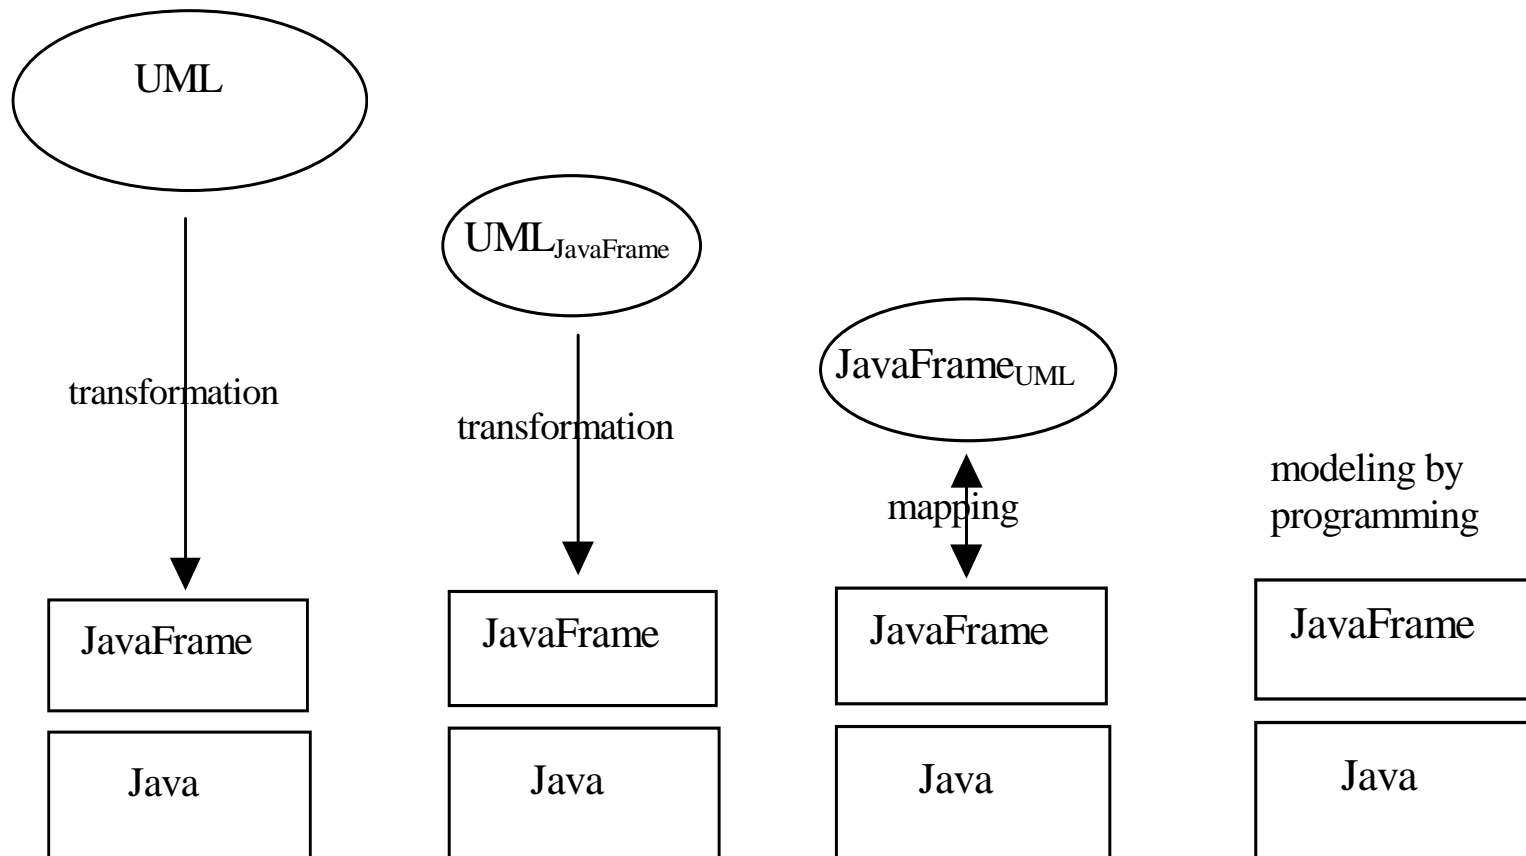 UML
UMLJavaFrame
JavaFrameUML
transformation
transformation
mapping
modeling by
programming
JavaFrame
JavaFrame
JavaFrame
JavaFrame
Java
Java
Java
Java